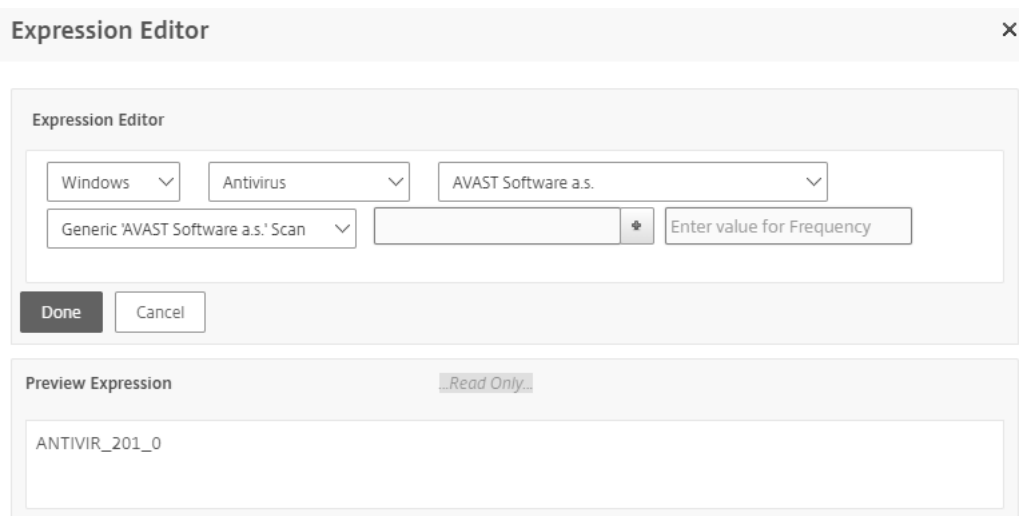 Expression Editor
Expression Editor
Windows Antivirus AVAST Software a.s.
Generic 'AVAST Software a.s.' Scan Enter value for Frequency
Done Cancel
Preview Expression ...Read Only...
ANTIVIR_201_0